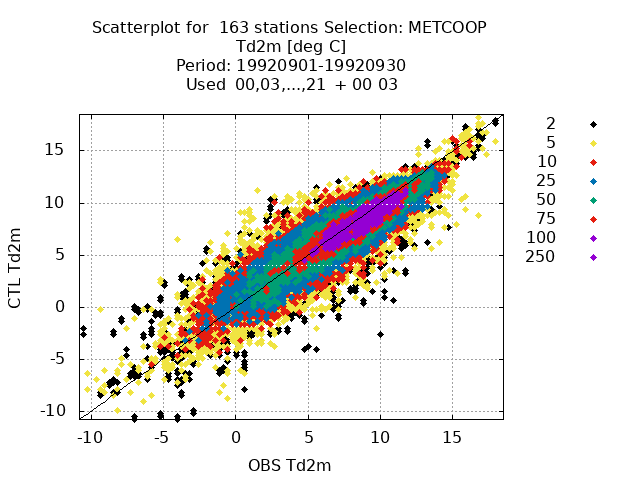 Scatterplot for  163 stations Selection: METCOOP
Td2m [deg C]
Period: 19920901-19920930
Used  00,03,...,21  + 00 03
2
5
10
25
50
75
100
250
CTL Td2m
15
10
5
0
-5
-10
-10 -5 0 5 10 15
OBS Td2m